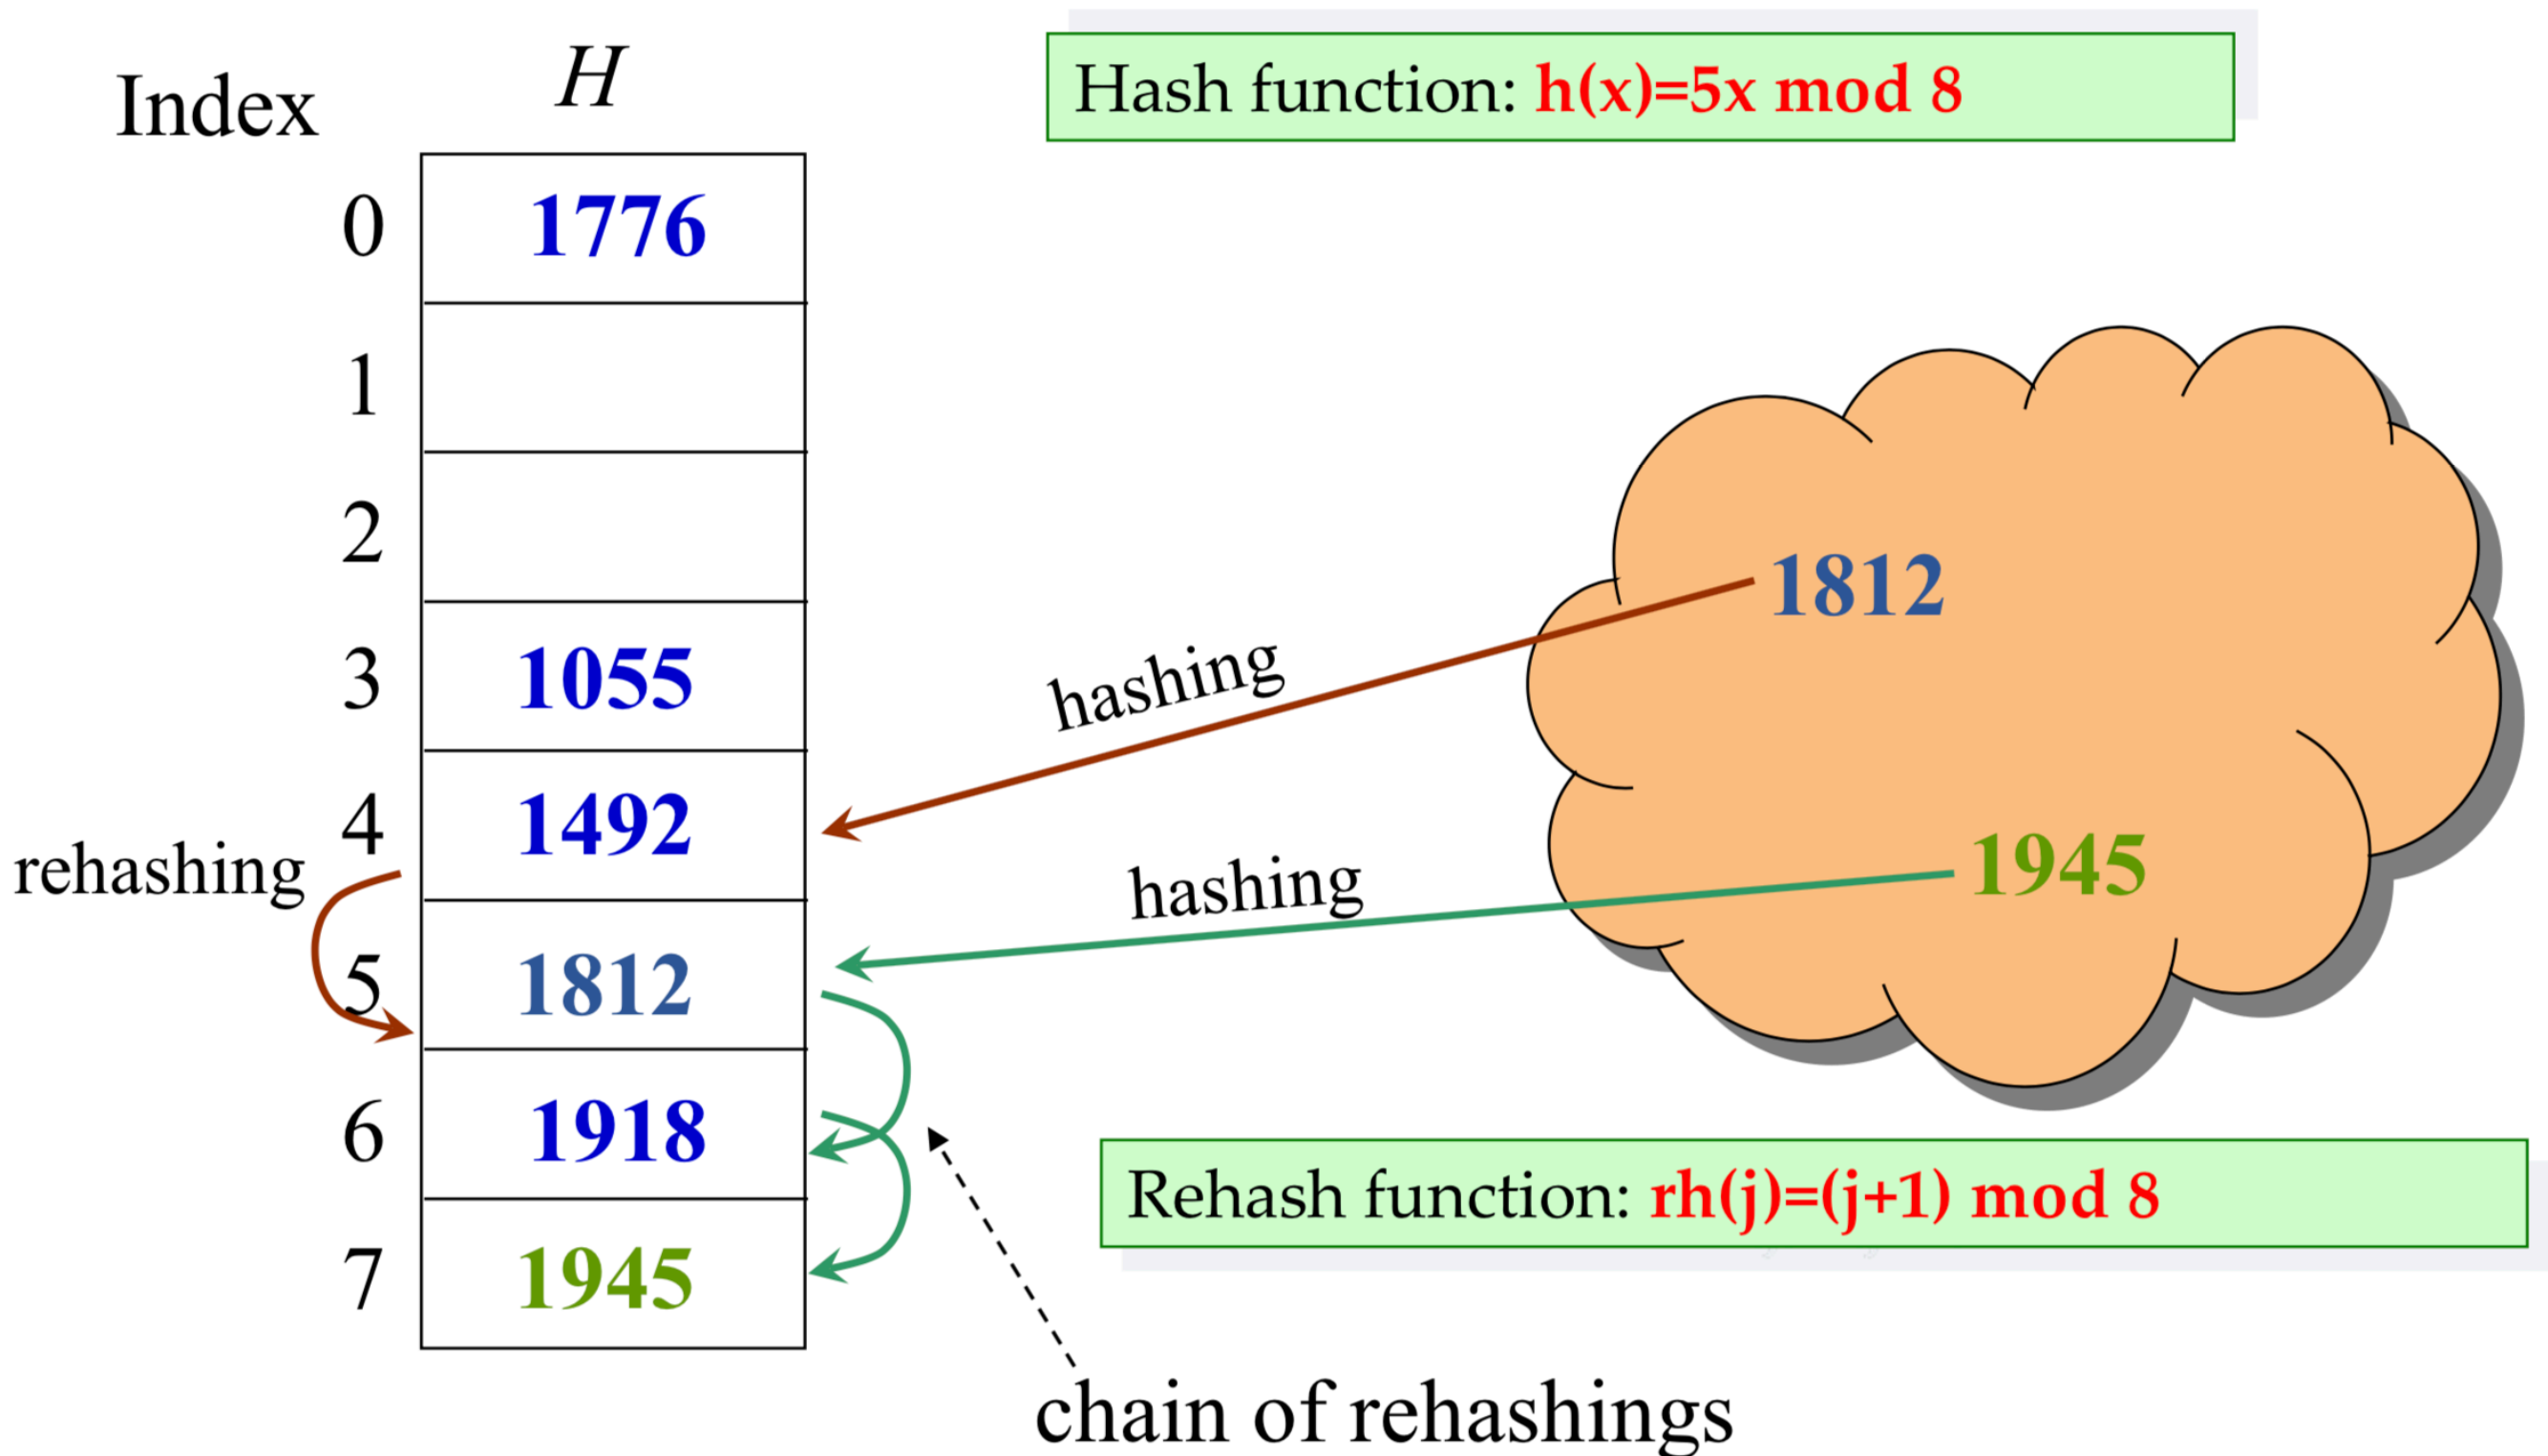 Index
H
Hash function: h(x)=5x mod 8
0 1776
1
2
3 1055
4 1492
5 1812
6 1918
7 1945
rehashing
hashing
1812
hashing
1945
Rehash function: rh(j)=(j+1) mod 8
chain of rehashings